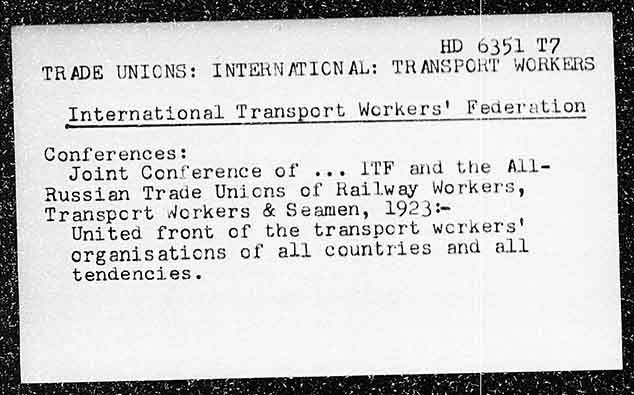 HD 6351 T7
TRADE UNIONS: INTERNATIONAL: TRANSPORT WORKERS
International Transport Workers' Federation
Conferences:
Joint Conference of ... ITF and the All-
Russian Trade Unions of Railway Workers,
Transport Workers & Seamen, 1923:-
United front of the transport workers'
organisations of all countries and all
tendencies.